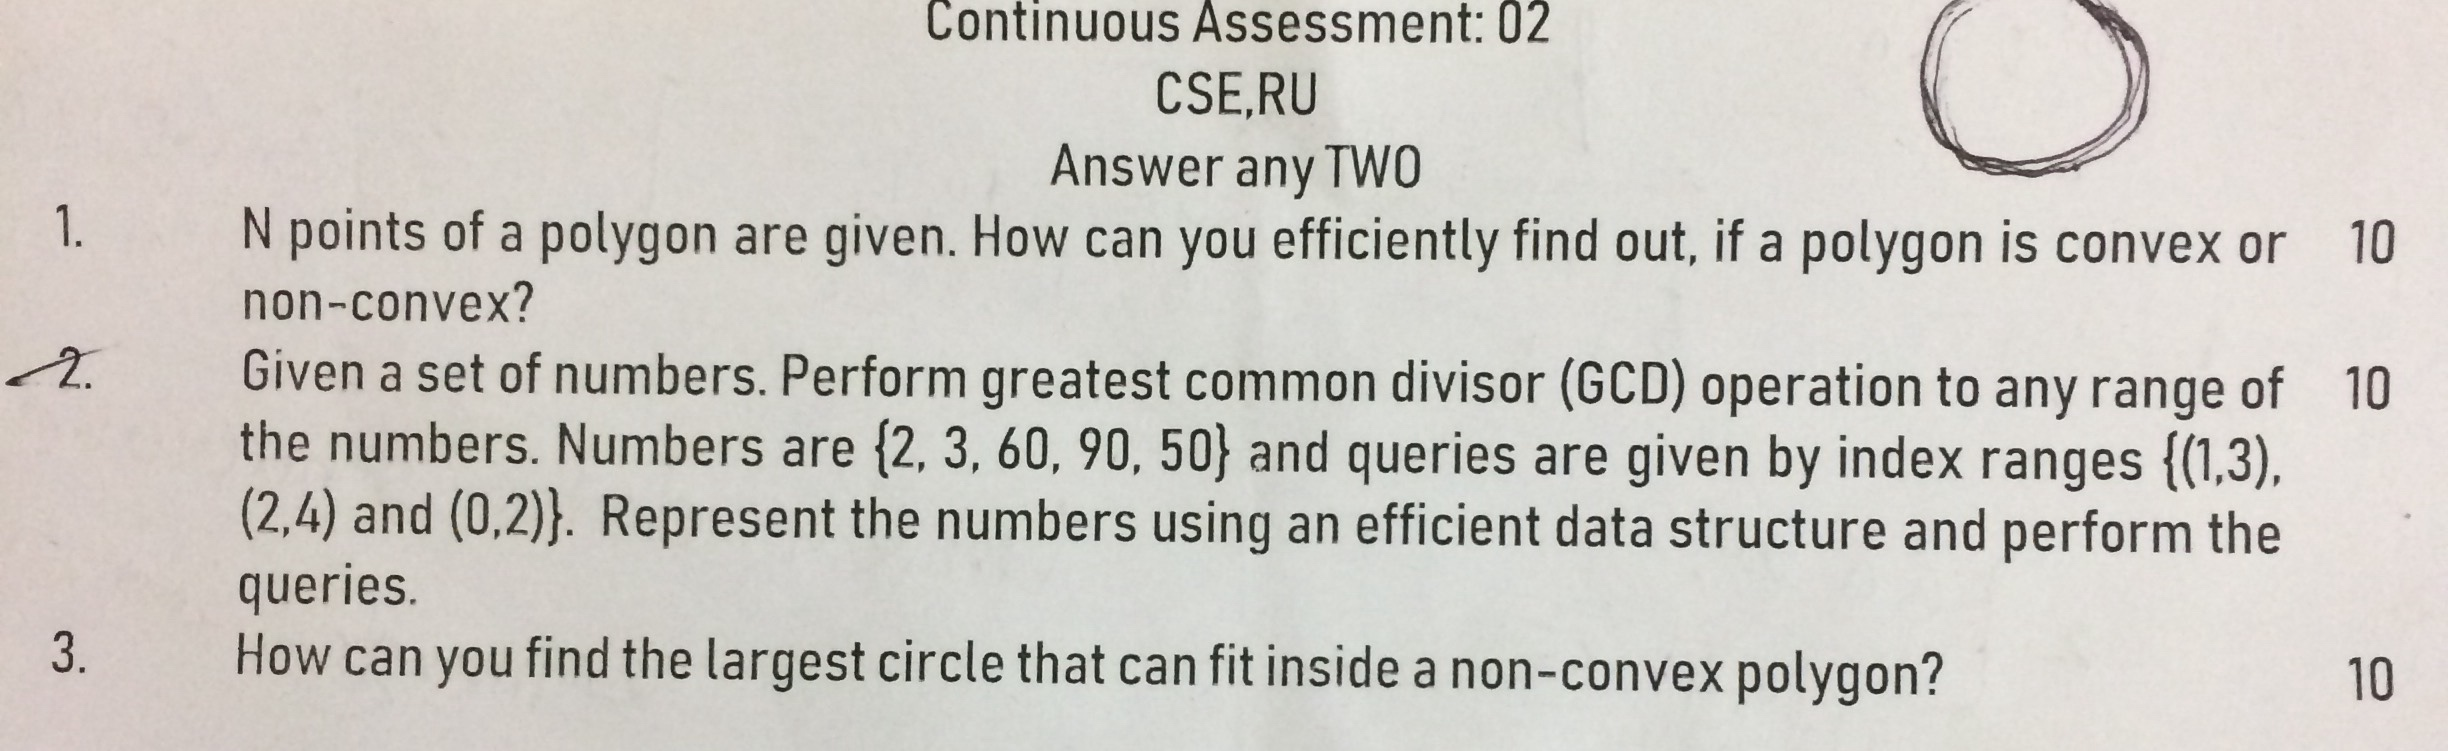 Continuous Assessment: 02
CSE,RU
Answer any TWO
1. N points of a polygon are given. How can you efficiently find out, if a polygon is convex or 10
non-convex?
2. Given a set of numbers. Perform greatest common divisor (GCD) operation to any range of 10
the numbers. Numbers are {2, 3, 60, 90, 50} and queries are given by index ranges {(1,3),
(2,4) and (0,2)}. Represent the numbers using an efficient data structure and perform the
queries.
3. How can you find the largest circle that can fit inside a non-convex polygon? 10